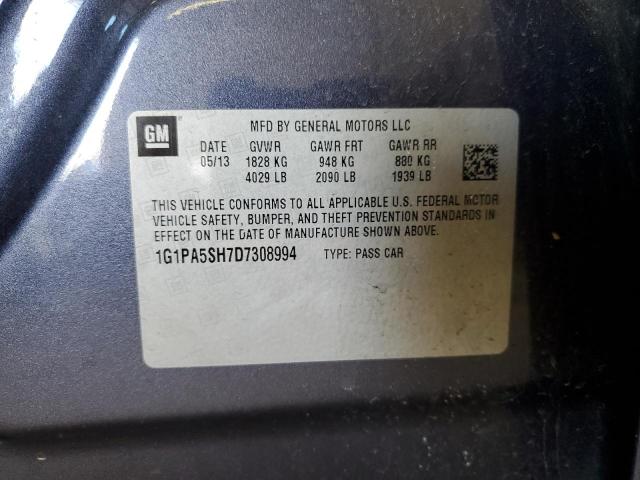 GM
MFD BY GENERAL MOTORS LLC
DATE GVWR GAWR FRT GAWR RR
05/13 1828 KG 948 KG 880 KG
4029 LB 2090 LB 1939 LB
THIS VEHICLE CONFORMS TO ALL APPLICABLE U.S. FEDERAL MOTOR
VEHICLE SAFETY, BUMPER, AND THEFT PREVENTION STANDARDS IN
EFFECT ON THE DATE OF MANUFACTURE SHOWN ABOVE.
1G1PA5SH7D7308994 TYPE: PASS CAR